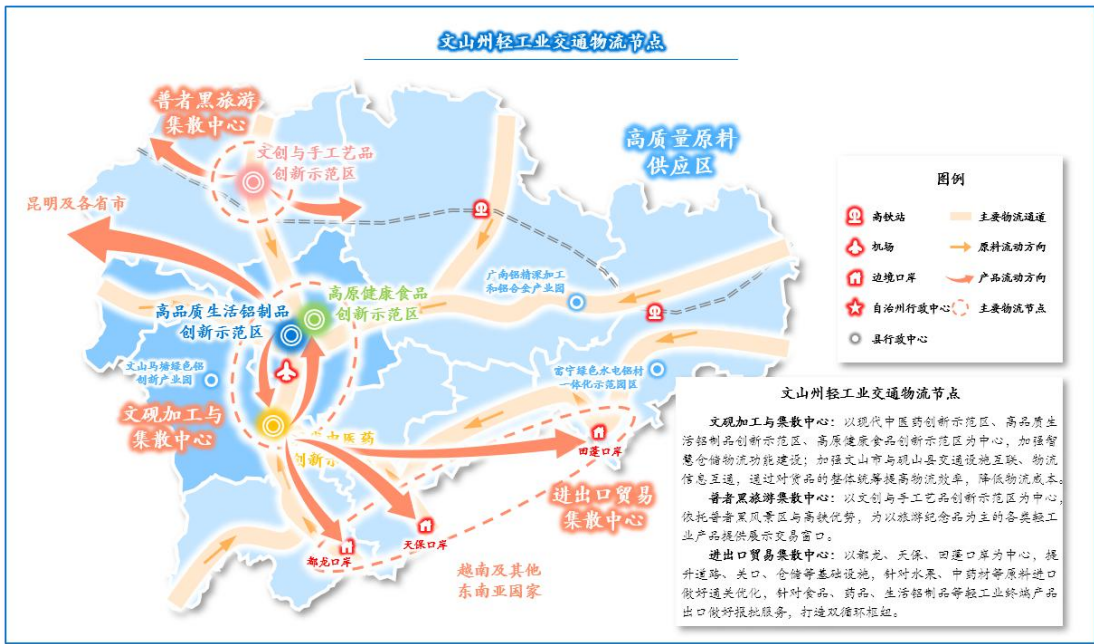 文山州轻工业交通物流节点
普者黑旅游
集散中心
文创与手工艺品
创新示范区
高质量原料
供应区
昆明及各省市
广南铝精深加工
和铝合金产业园
高原健康食品
创新示范区
高品质生活铝制品
创新示范区
文山马塘绿色铝
创新产业园
富宁绿色水电铝材
一体化示范园区
文砚加工与
集散中心
中医药
创新示
田蓬口岸
进出口贸易
集散中心
天保口岸
都龙口岸
越南及其他
东南亚国家
图例
高铁站
主要物流通道
机场
原料流动方向
边境口岸
产品流动方向
自治州行政中心
主要物流节点
县行政中心
文山州轻工业交通物流节点
文砚加工与集散中心：以现代中医药创新示范区、高品质生
活铝制品创新示范区、高原健康食品创新示范区为中心，加强智
慧仓储物流功能建设；加强文山市与砚山县交通设施互联、物流
信息互通，通过对货品的整体统筹提高物流效率，降低物流成本。
普者黑旅游集散中心：以文创与手工艺品创新示范区为中心，
依托普者黑风景区与高铁优势，为以旅游纪念品为主的各类轻工
业产品提供展示交易窗口。
进出口贸易集散中心：以都龙、天保、田蓬口岸为中心，提
升道路、关口、仓储等基础设施，针对水果、中药材等原料进口
做好通关优化，针对食品、药品、生活铝制品等轻工业终端产品
出口做好报批服务，打造双循环枢纽。